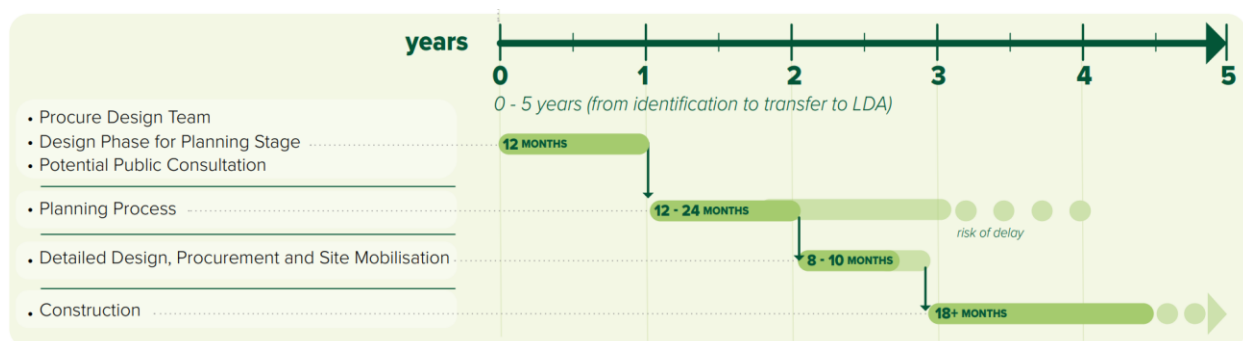 years
0 1 2 3 4 5
0 - 5 years (from identification to transfer to LDA)
• Procure Design Team
• Design Phase for Planning Stage
• Potential Public Consultation
12 MONTHS
• Planning Process
12 - 24 MONTHS
risk of delay
• Detailed Design, Procurement and Site Mobilisation
8 - 10 MONTHS
• Construction
18+ MONTHS